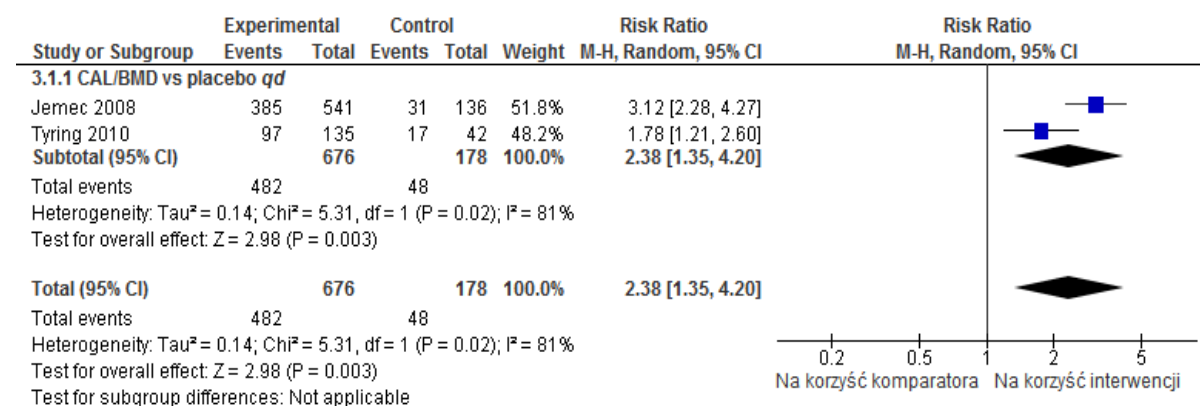 Experimental Control Risk Ratio Risk Ratio
Study or Subgroup Events Total Events Total Weight M-H, Random, 95% CI M-H, Random, 95% CI
3.1.1 CAL/BMD vs placebo qd
Jemec 2008 385 541 31 136 51.8% 3.12 [2.28, 4.27]
Tyring 2010 97 135 17 42 48.2% 1.78 [1.21, 2.60]
Subtotal (95% CI) 676 178 100.0% 2.38 [1.35, 4.20]
Total events 482 48
Heterogeneity: Tau² = 0.14; Chi² = 5.31, df = 1 (P = 0.02); I² = 81%
Test for overall effect: Z = 2.98 (P = 0.003)
Total (95% CI) 676 178 100.0% 2.38 [1.35, 4.20]
Total events 482 48
Heterogeneity: Tau² = 0.14; Chi² = 5.31, df = 1 (P = 0.02); I² = 81%
Test for overall effect: Z = 2.98 (P = 0.003)
Test for subgroup differences: Not applicable
0.2 0.5 1 2 5
Na korzyść komparatora Na korzyść interwencji